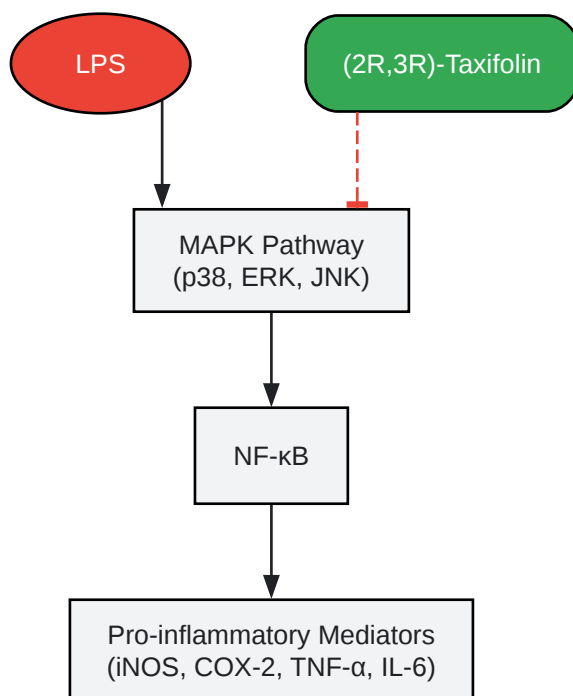 LPS
(2R,3R)-Taxifolin
MAPK Pathway
(p38, ERK, JNK)
NF-κB
Pro-inflammatory Mediators
(iNOS, COX-2, TNF-α, IL-6)